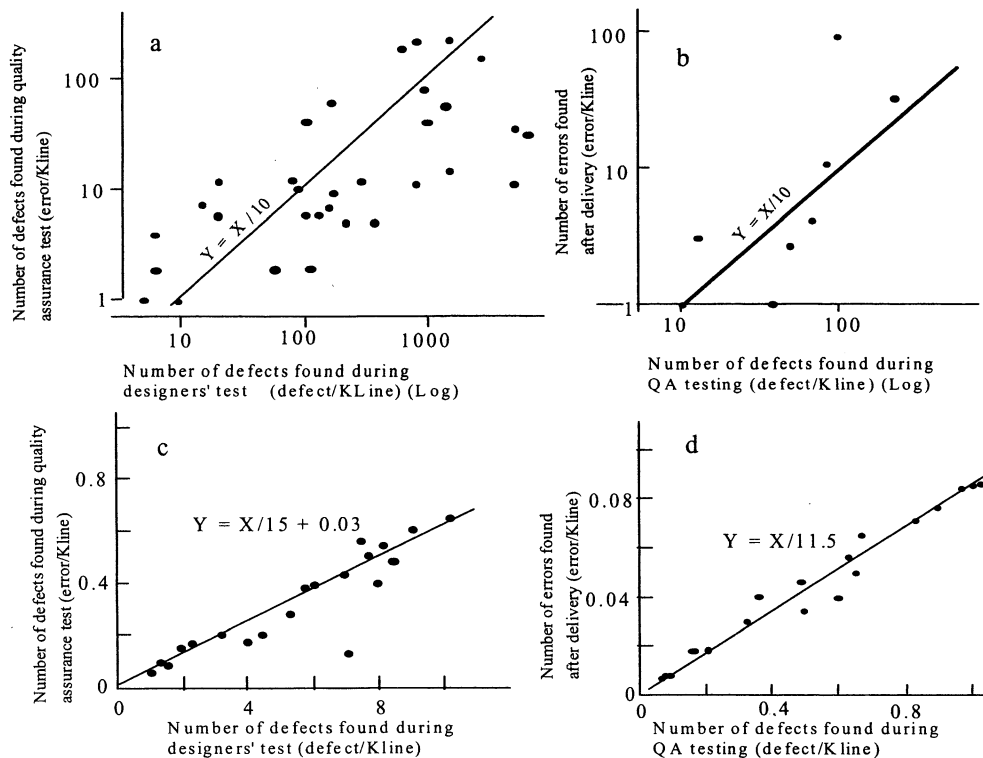 a
Number of defects found during quality
assurance test (error/Kline)
100
10
1
Y = X /10
10
100
1000
Number of defects found during
designers' test (defect/KLine) (Log)
b
Number of errors found
after delivery (error/Kline)
100
10
1
Y = X/10
10
100
Number of defects found during
QA testing (defect/Kline) (Log)
c
Number of defects found during quality
assurance test (error/Kline)
0.8
0.4
0
Y = X/15 + 0.03
0
4
8
Number of defects found during
designers' test (defect/Kline)
d
Number of errors found
after delivery (error/Kline)
0.08
0.04
0
Y = X/11.5
0
0.4
0.8
Number of defects found during
QA testing (defect/Kline)